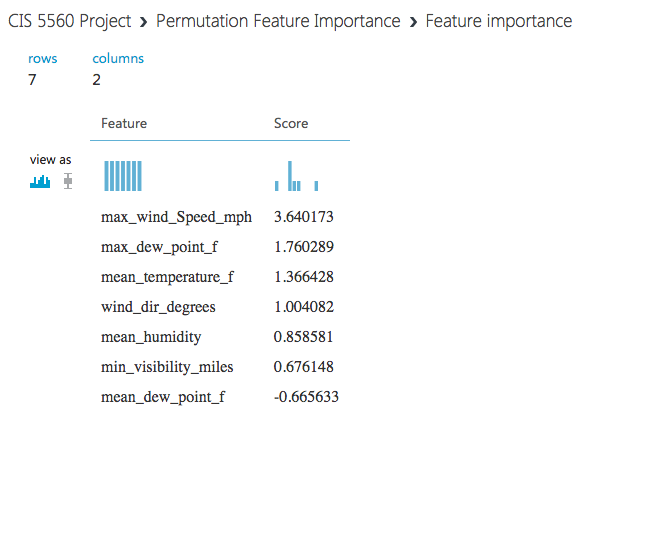 CIS 5560 Project ❯ Permutation Feature Importance ❯ Feature importance
rows columns
7 2
Feature Score
view as
max_wind_Speed_mph 3.640173
max_dew_point_f 1.760289
mean_temperature_f 1.366428
wind_dir_degrees 1.004082
mean_humidity 0.858581
min_visibility_miles 0.676148
mean_dew_point_f -0.665633